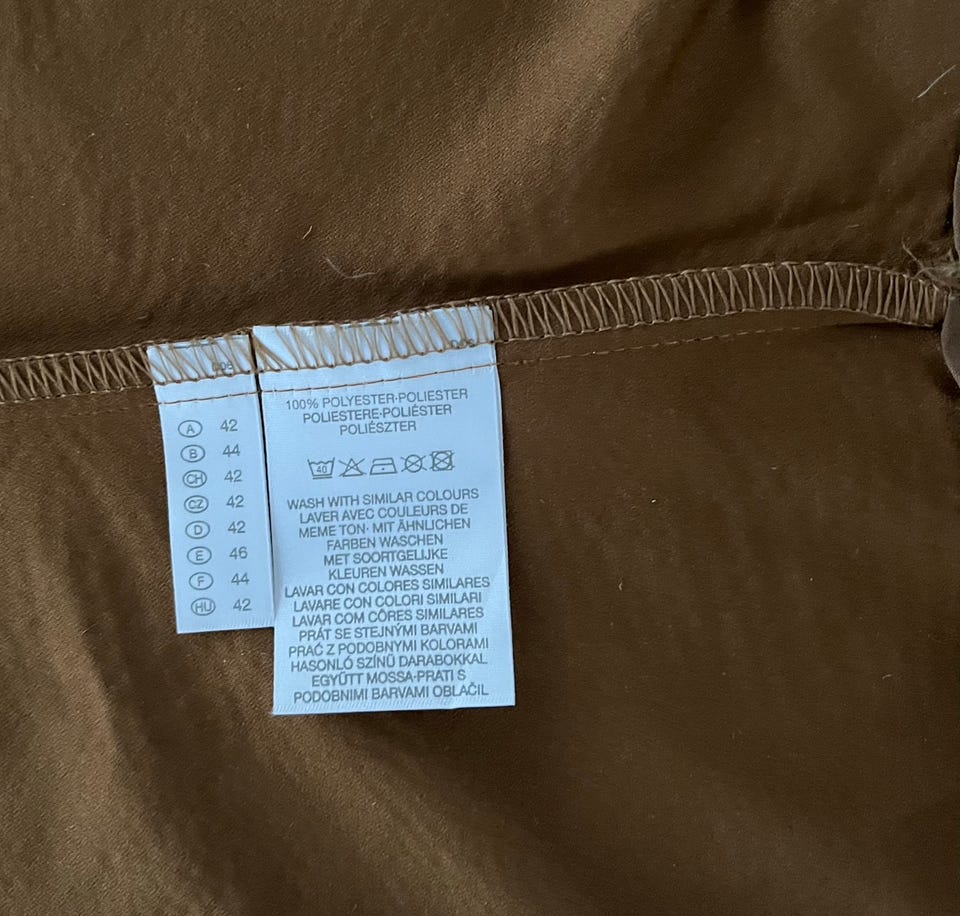 A 42
B 44
CH 42
CZ 42
D 42
E 46
F 44
HU 42
100% POLYESTER·POLIESTER
POLIESTERE·POLIÉSTER
POLIÉSZTER
40
WASH WITH SIMILAR COLOURS
LAVER AVEC COULEURS DE
MEME TON· MIT ÄHNLICHEN
FARBEN WASCHEN
MET SOORTGELIJKE
KLEUREN WASSEN
LAVAR CON COLORES SIMILARES
LAVARE CON COLORI SIMILARI
LAVAR COM CÔRES SIMILARES
PRÁT SE STEJNÝMI BARVAMI
PRAĆ Z PODOBNYMI KOLORAMI
HASONLÓ SZÍNŰ DARABOKKAL
EGYÜTT MOSSA·PRATI S
PODOBNIMI BARVAMI OBLAČIL